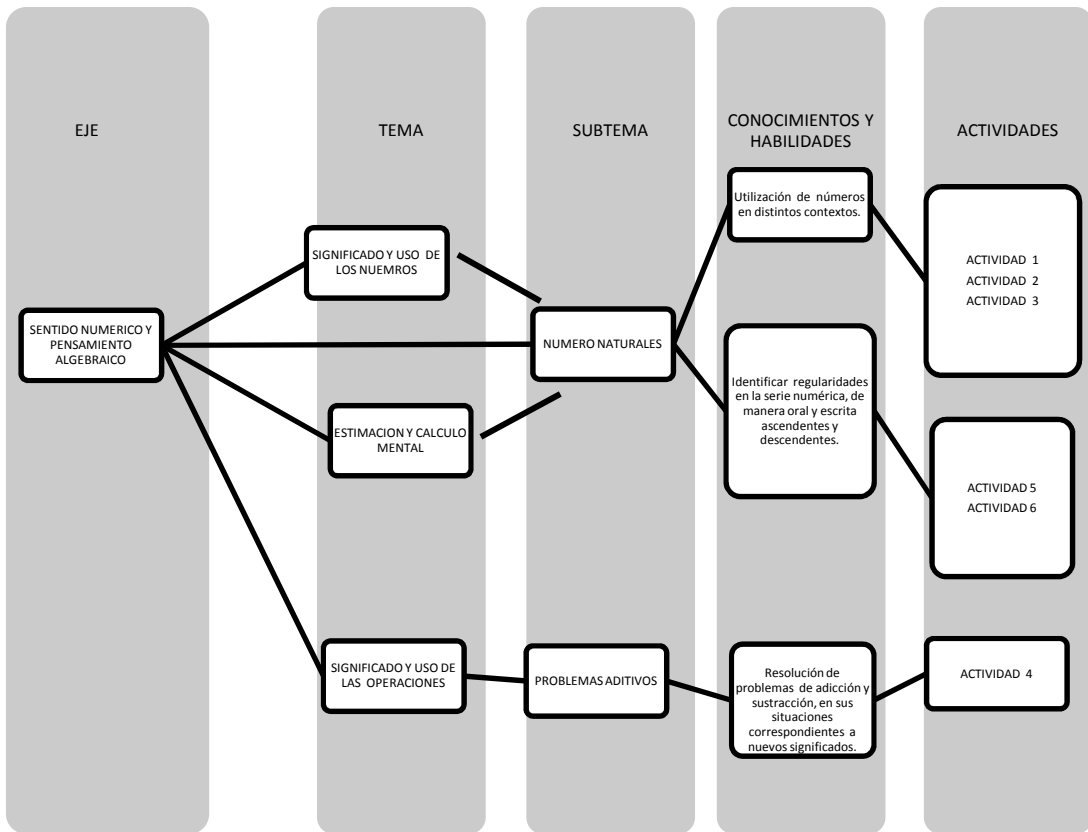 EJE
TEMA
SUBTEMA
CONOCIMIENTOS Y
HABILIDADES
ACTIVIDADES
SENTIDO NUMERICO Y
PENSAMIENTO
ALGEBRAICO
SIGNIFICADO Y USO DE
LOS NUEMROS
ESTIMACION Y CALCULO
MENTAL
SIGNIFICADO Y USO DE
LAS OPERACIONES
NUMERO NATURALES
PROBLEMAS ADITIVOS
Utilización de números
en distintos contextos.
Identificar regularidades
en la serie numérica, de
manera oral y escrita
ascendentes y
descendentes.
Resolución de
problemas de adicción y
sustracción, en sus
situaciones
correspondientes a
nuevos significados.
ACTIVIDAD 1
ACTIVIDAD 2
ACTIVIDAD 3
ACTIVIDAD 5
ACTIVIDAD 6
ACTIVIDAD 4